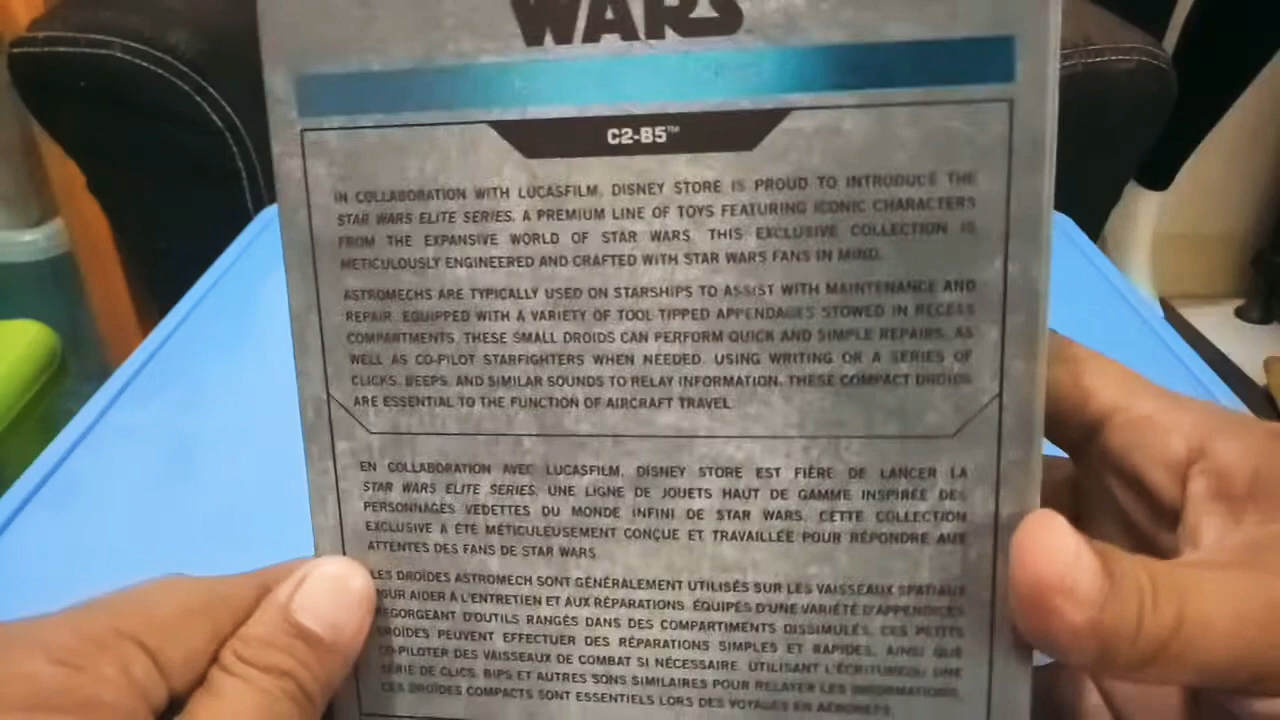 WARS
C2-B5™
IN COLLABORATION WITH LUCASFILM, DISNEY STORE IS PROUD TO INTRODUCE THE
STAR WARS ELITE SERIES, A PREMIUM LINE OF TOYS FEATURING ICONIC CHARACTERS
FROM THE EXPANSIVE WORLD OF STAR WARS. THIS EXCLUSIVE COLLECTION IS
METICULOUSLY ENGINEERED AND CRAFTED WITH STAR WARS FANS IN MIND.
ASTROMECHS ARE TYPICALLY USED ON STARSHIPS TO ASSIST WITH MAINTENANCE AND
REPAIR. EQUIPPED WITH A VARIETY OF TOOL-TIPPED APPENDAGES STOWED IN RECESS
COMPARTMENTS, THESE SMALL DROIDS CAN PERFORM QUICK AND SIMPLE REPAIRS, AS
WELL AS CO-PILOT STARFIGHTERS WHEN NEEDED. USING WRITING OR A SERIES OF
CLICKS, BEEPS, AND SIMILAR SOUNDS TO RELAY INFORMATION, THESE COMPACT DROIDS
ARE ESSENTIAL TO THE FUNCTION OF AIRCRAFT TRAVEL.
EN COLLABORATION AVEC LUCASFILM, DISNEY STORE EST FIÈRE DE LANCER LA
STAR WARS ELITE SERIES, UNE LIGNE DE JOUETS HAUT DE GAMME INSPIRÉE DES
PERSONNAGES VEDETTES DU MONDE INFINI DE STAR WARS. CETTE COLLECTION
EXCLUSIVE A ÉTÉ MÉTICULEUSEMENT CONÇUE ET TRAVAILLÉE POUR RÉPONDRE AUX
ATTENTES DES FANS DE STAR WARS.
LES DROÏDES ASTROMECH SONT GÉNÉRALEMENT UTILISÉS SUR LES VAISSEAUX SPATIAUX
POUR AIDER À L'ENTRETIEN ET AUX RÉPARATIONS. ÉQUIPÉS D'UNE VARIÉTÉ D'APPENDICES
REGORGEANT D'OUTILS RANGÉS DANS DES COMPARTIMENTS DISSIMULÉS, CES PETITS
DROÏDES PEUVENT EFFECTUER DES RÉPARATIONS SIMPLES ET RAPIDES, AINSI QUE
CO-PILOTER DES VAISSEAUX DE COMBAT SI NÉCESSAIRE. UTILISANT L'ÉCRITURE OU UNE
SÉRIE DE CLICS, BIPS ET AUTRES SONS SIMILAIRES POUR RELAYER LES INFORMATIONS,
CES DROÏDES COMPACTS SONT ESSENTIELS LORS DES VOYAGES EN AÉRONEFS.